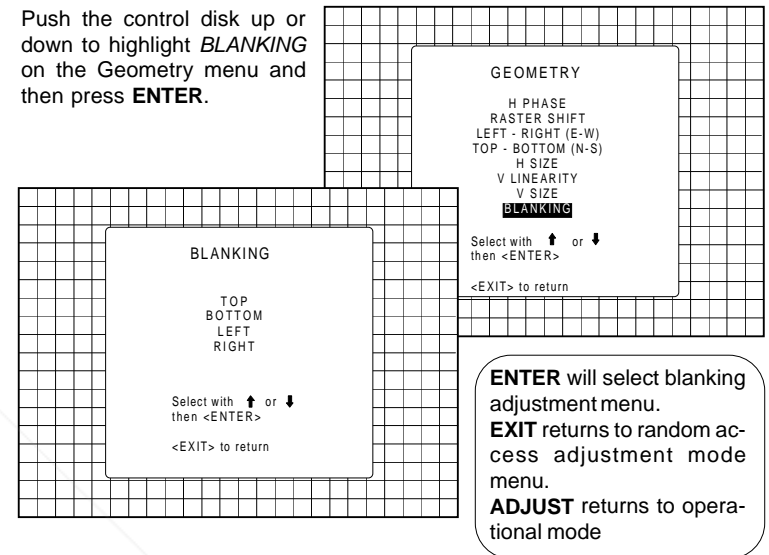 Push the control disk up or
down to highlight BLANKING
on the Geometry menu and
then press ENTER.
GEOMETRY
H PHASE
RASTER SHIFT
LEFT - RIGHT (E-W)
TOP - BOTTOM (N-S)
H SIZE
V LINEARITY
V SIZE
BLANKING
Select with ⬆ or ⬇
then <ENTER>
<EXIT> to return
BLANKING
TOP
BOTTOM
LEFT
RIGHT
Select with ⬆ or ⬇
then <ENTER>
<EXIT> to return
ENTER will select blanking
adjustment menu.
EXIT returns to random ac-
cess adjustment mode
menu.
ADJUST returns to opera-
tional mode